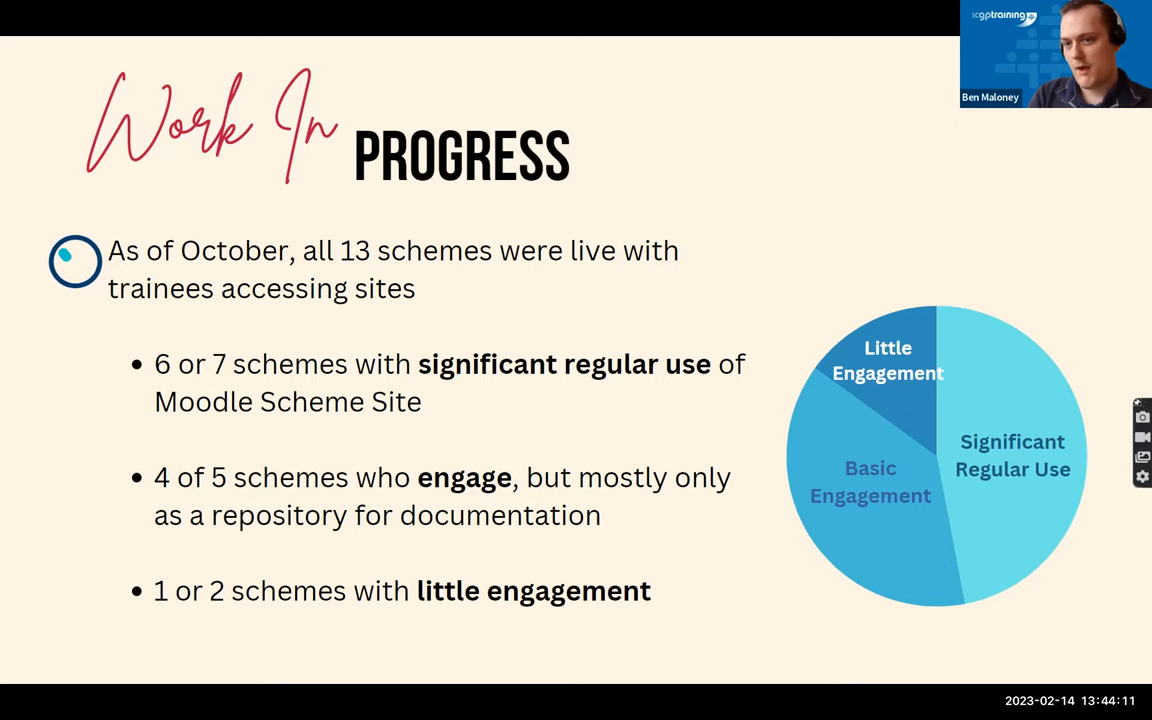 icgptraining
Ben Maloney
Work In
PROGRESS
As of October, all 13 schemes were live with
trainees accessing sites
• 6 or 7 schemes with significant regular use of
Moodle Scheme Site
• 4 of 5 schemes who engage, but mostly only
as a repository for documentation
• 1 or 2 schemes with little engagement
Little
Engagement
Significant
Regular Use
Basic
Engagement
2023-02-14 13:44:11